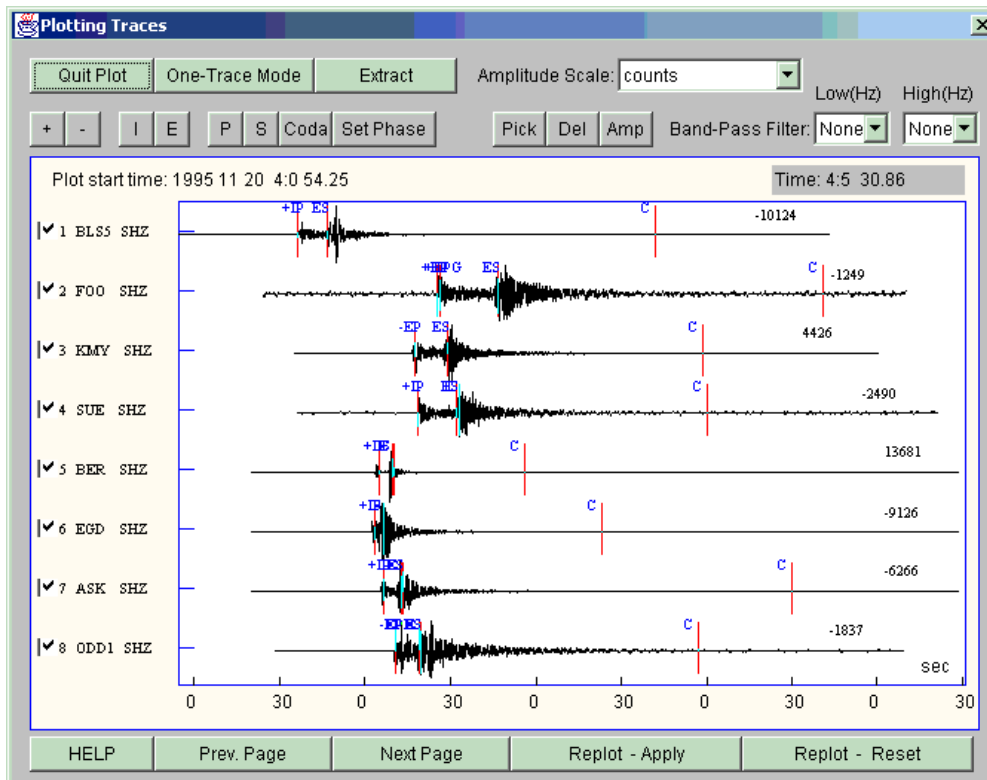 Plotting Traces
Quit Plot One-Trace Mode Extract Amplitude Scale: counts
Low(Hz) High(Hz)
+ - I E P S Coda Set Phase Pick Del Amp Band-Pass Filter: None None
Plot start time: 1995 11 20 4:0 54.25 Time: 4:5 30.86
+IP ES C -10124
1 BLS5 SHZ
G ES C -1249
2 FOO SHZ
-EP ES C 4426
3 KMY SHZ
+IP C -2490
4 SUE SHZ
C 13681
5 BER SHZ
C -9126
6 EGD SHZ
C -6266
7 ASK SHZ
C -1837
8 ODD1 SHZ
sec
0 30 0 30 0 30 0 30 0 30
HELP Prev. Page Next Page Replot - Apply Replot - Reset